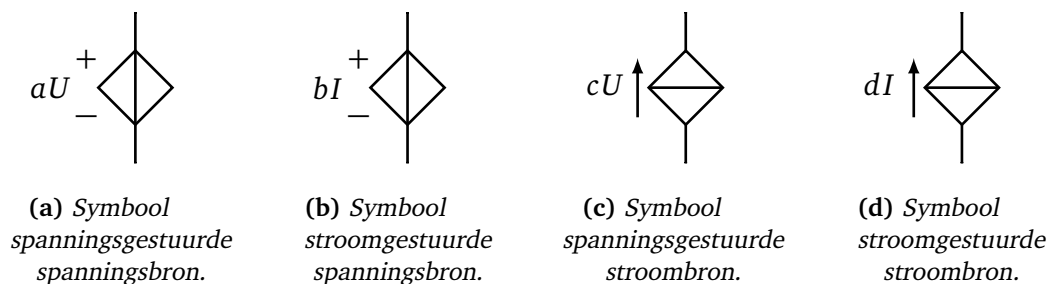 aU + −
bI + −
cU
dI
(a) Symbool
spanningsgestuurde
spanningsbron.
(b) Symbool
stroomgestuurde
spanningsbron.
(c) Symbool
spanningsgestuurde
stroombron.
(d) Symbool
stroomgestuurde
stroombron.